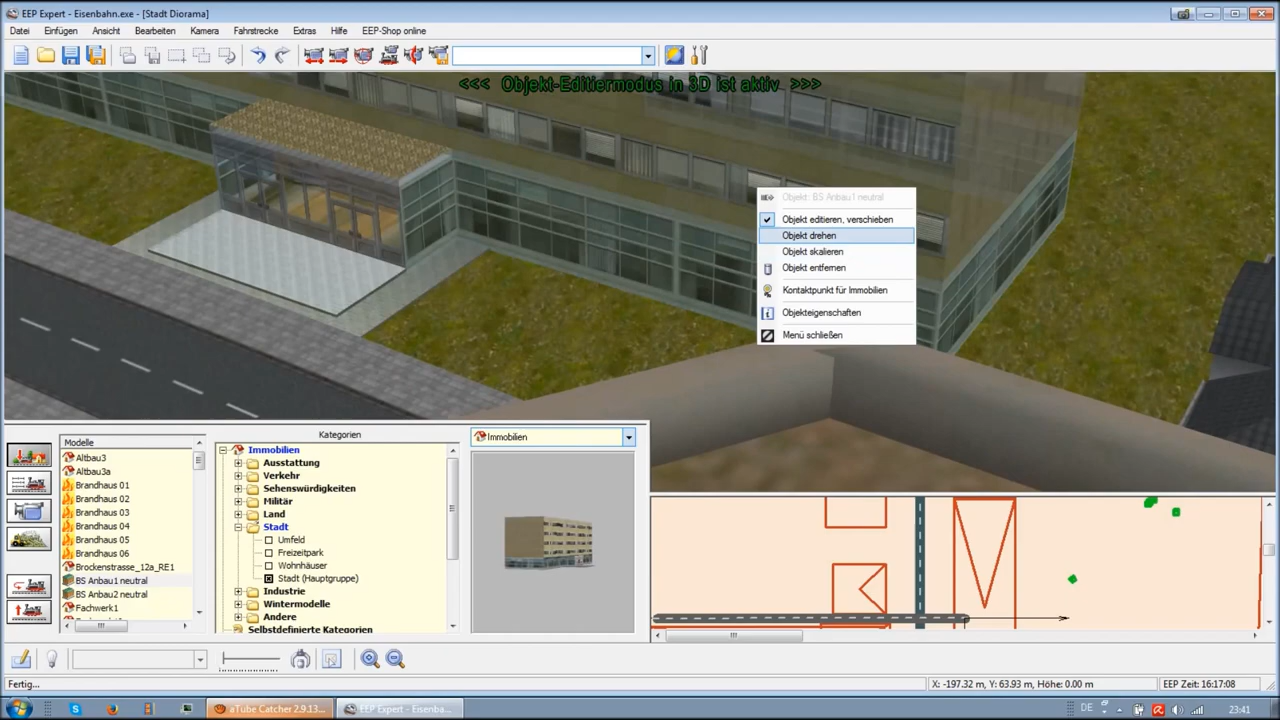 EEP Expert - Eisenbahn.exe - [Stadt Diorama]
Datei Einfügen Ansicht Bearbeiten Kamera Fahrstrecke Extras Hilfe EEP-Shop online
<<< Objekt-Editiermodus in 3D ist aktiv >>>
Objekt: BS Anbau1 neutral
Objekt editieren, verschieben
Objekt drehen
Objekt skalieren
Objekt entfernen
Kontaktpunkt für Immobilien
Objekteigenschaften
Menü schließen
Modelle
Altbau3
Altbau3a
Brandhaus 01
Brandhaus 02
Brandhaus 03
Brandhaus 04
Brandhaus 05
Brandhaus 06
Brockenstrasse_12a_RE1
BS Anbau1 neutral
BS Anbau2 neutral
Fachwerk1
Kategorien
Immobilien
Ausstattung
Verkehr
Sehenswürdigkeiten
Militär
Land
Stadt
Umfeld
Freizeitpark
Wohnhäuser
Stadt (Hauptgruppe)
Industrie
Wintermodelle
Andere
Selbstdefinierte Kategorien
Immobilien
Fertig...
X: -197.32 m, Y: 63.93 m, Höhe: 0.00 m
EEP Zeit: 16:17:08
aTube Catcher 2.9.13...
EEP Expert - Eisenba...
DE
23:41